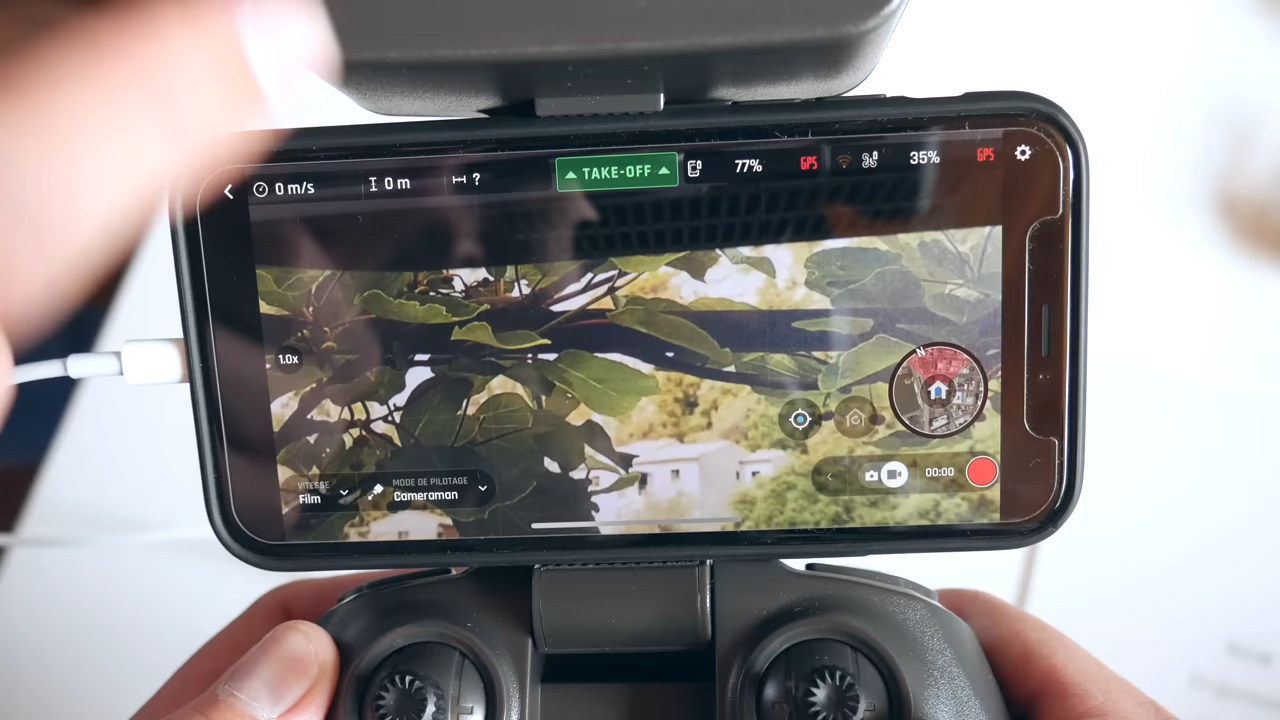 0 m/s
0 m
?
TAKE-OFF
77%
GPS
35%
GPS
1.0x
N
VITESSE
Film
MODE DE PILOTAGE
Cameraman
00:00